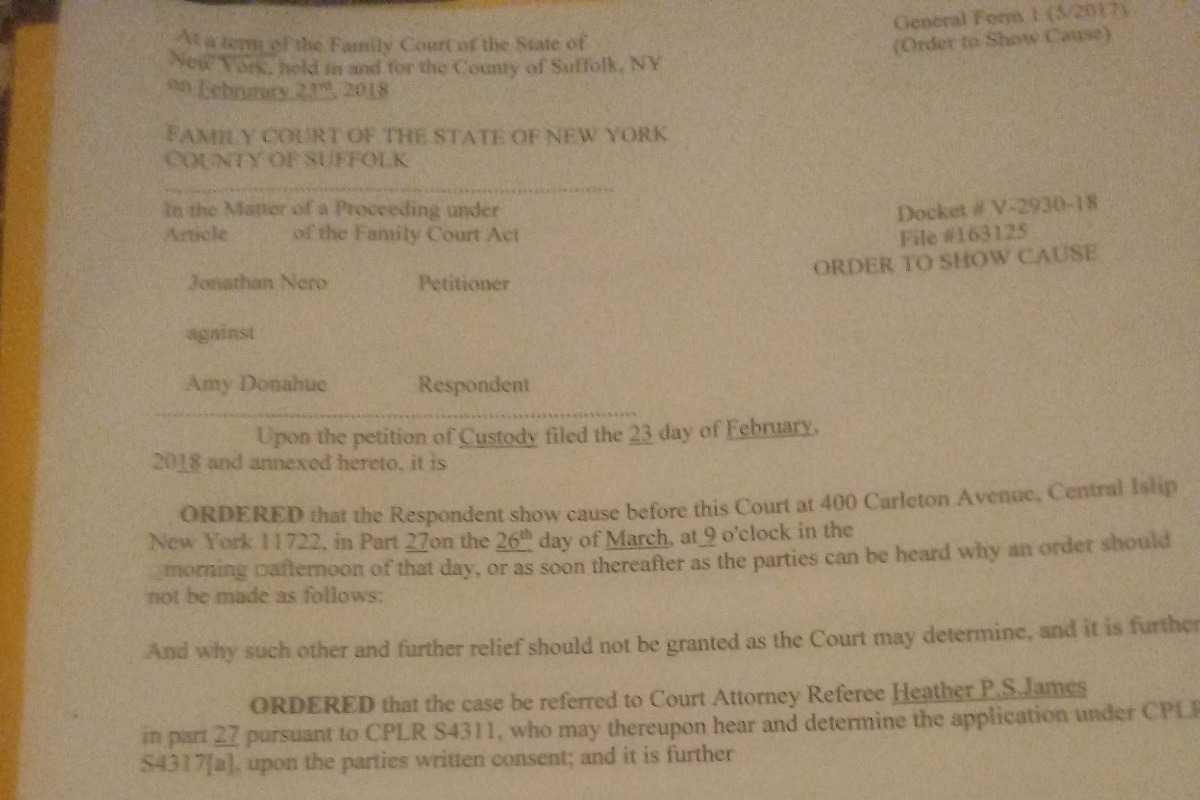 At a term of the Family Court of the State of
New York, held in and for the County of Suffolk, NY
on Februrary 23rd, 2018
General Form 1 (5/2017)
(Order to Show Cause)
FAMILY COURT OF THE STATE OF NEW YORK
COUNTY OF SUFFOLK
In the Matter of a Proceeding under
Article of the Family Court Act
Docket # V-2930-18
File #163125
ORDER TO SHOW CAUSE
Jonathan Nero Petitioner
against
Amy Donahue Respondent
Upon the petition of Custody filed the 23 day of February,
2018 and annexed hereto, it is
ORDERED that the Respondent show cause before this Court at 400 Carleton Avenue, Central Islip
New York 11722, in Part 27on the 26th day of March, at 9 o'clock in the
□morning □afternoon of that day, or as soon thereafter as the parties can be heard why an order should
not be made as follows:
And why such other and further relief should not be granted as the Court may determine, and it is further
ORDERED that the case be referred to Court Attorney Referee Heather P.S.James
in part 27 pursuant to CPLR S4311, who may thereupon hear and determine the application under CPLR
S4317[a], upon the parties written consent; and it is further